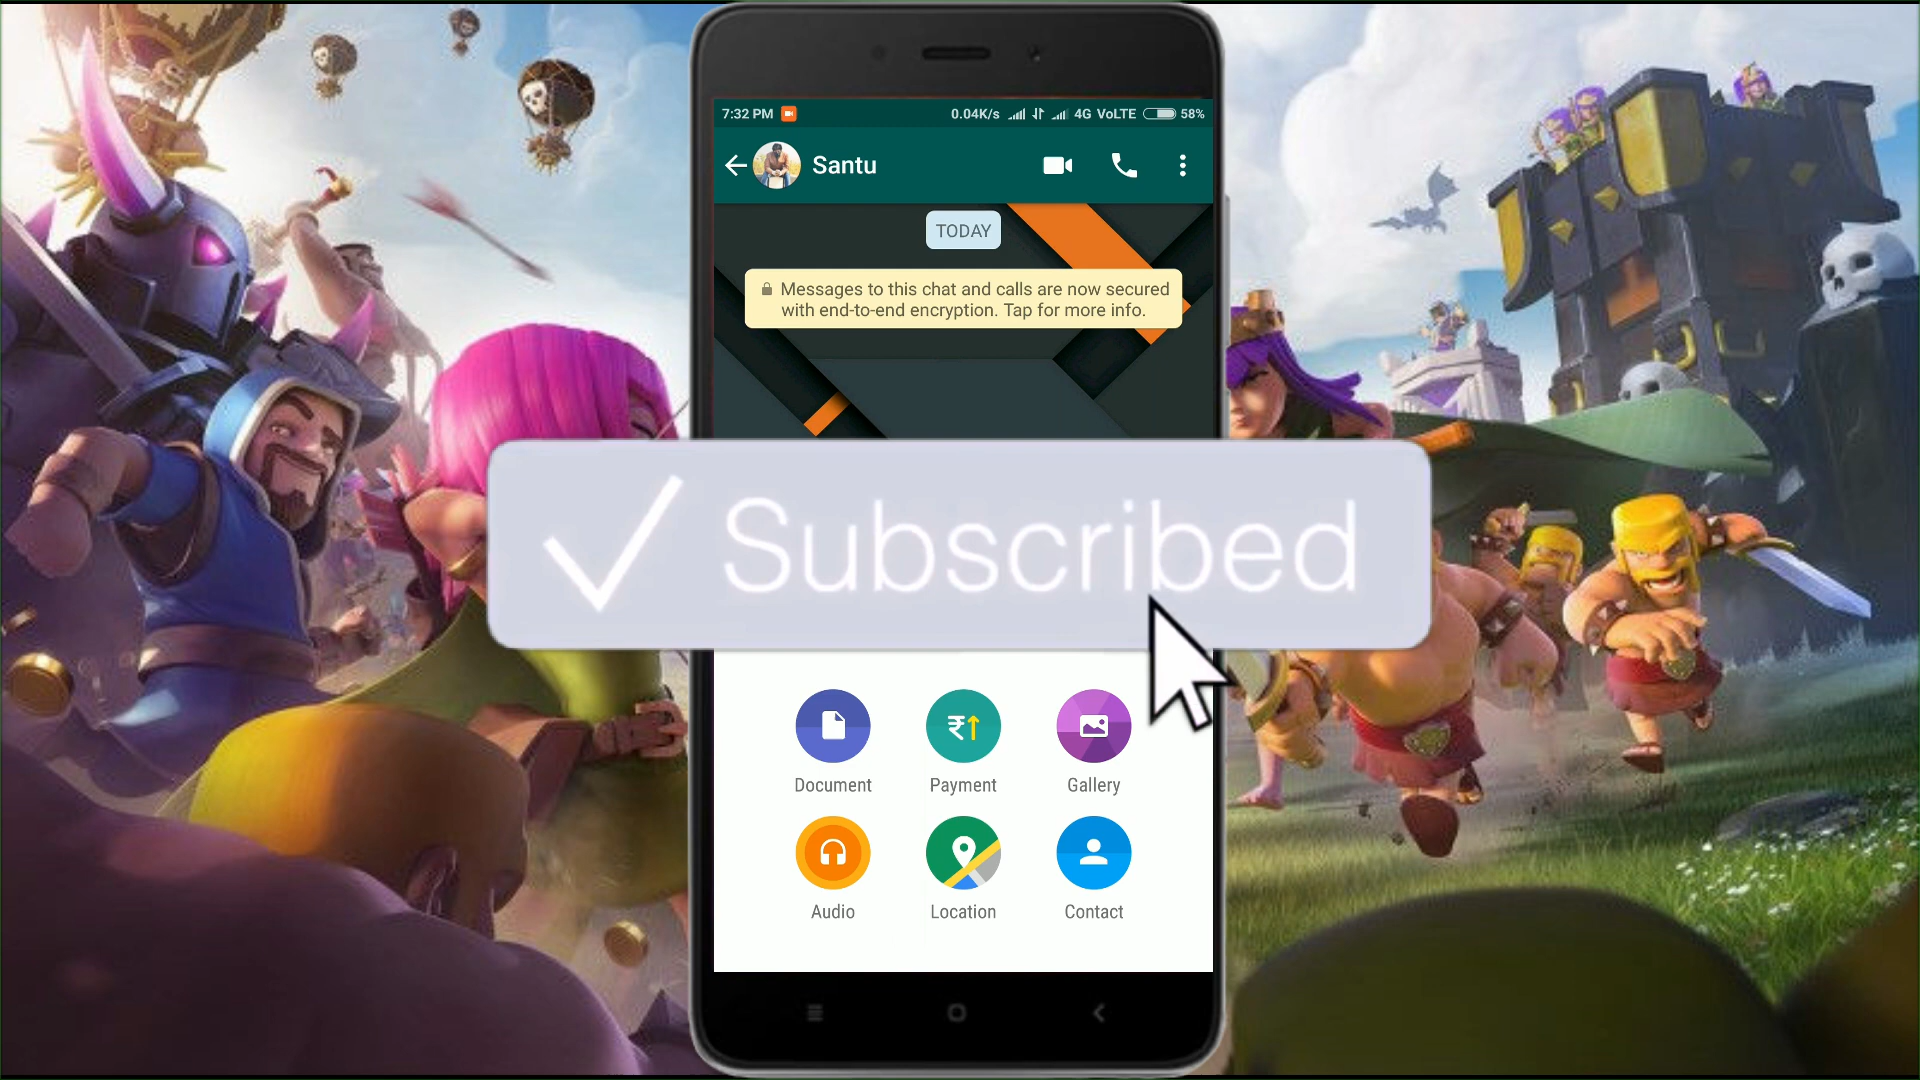 7:32 PM 0.04K/s 4G VoLTE 58%
Santu
TODAY
Messages to this chat and calls are now secured
with end-to-end encryption. Tap for more info.
Subscribed
Document Payment Gallery
Audio Location Contact